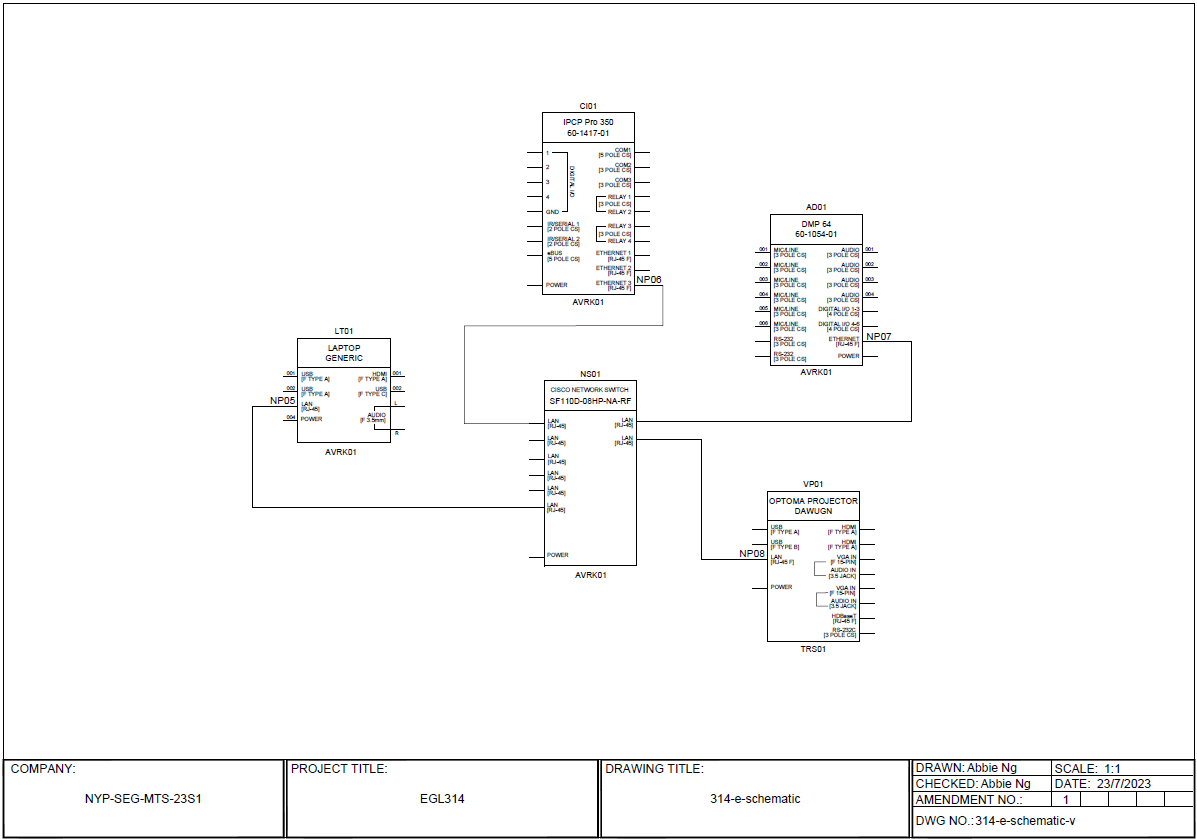 CI01
IPCP Pro 350
60-1417-01
1
2
3
4
GND
DIGITAL I/O
IR/SERIAL 1
[2 POLE CS]
IR/SERIAL 2
[2 POLE CS]
eBUS
[5 POLE CS]
POWER
COM1
[5 POLE CS]
COM2
[3 POLE CS]
COM3
[3 POLE CS]
RELAY 1
[3 POLE CS]
RELAY 2
RELAY 3
[3 POLE CS]
RELAY 4
ETHERNET 1
[RJ-45 F]
ETHERNET 2
[RJ-45 F]
ETHERNET 3
[RJ-45 F]
NP06
AVRK01
AD01
DMP 64
60-1054-01
001 MIC/LINE
[3 POLE CS]
002 MIC/LINE
[3 POLE CS]
003 MIC/LINE
[3 POLE CS]
004 MIC/LINE
[3 POLE CS]
005 MIC/LINE
[3 POLE CS]
006 MIC/LINE
[3 POLE CS]
RS-232
[3 POLE CS]
RS-232
[3 POLE CS]
AUDIO 001
[3 POLE CS]
AUDIO 002
[3 POLE CS]
AUDIO 003
[3 POLE CS]
AUDIO 004
[3 POLE CS]
DIGITAL I/O 1-3
[4 POLE CS]
DIGITAL I/O 4-6
[4 POLE CS]
ETHERNET
[RJ-45 F]
NP07
POWER
AVRK01
LT01
LAPTOP
GENERIC
001 USB
[F TYPE A]
002 USB
[F TYPE A]
NP05 LAN
[RJ-45]
004 POWER
HDMI 001
[F TYPE A]
USB 002
[F TYPE C]
L
AUDIO
[F 3.5mm]
R
AVRK01
NS01
CISCO NETWORK SWITCH
SF110D-08HP-NA-RF
LAN
[RJ-45]
LAN
[RJ-45]
LAN
[RJ-45]
LAN
[RJ-45]
LAN
[RJ-45]
LAN
[RJ-45]
POWER
LAN
[RJ-45]
LAN
[RJ-45]
AVRK01
VP01
OPTOMA PROJECTOR
DAWUGN
USB
[F TYPE A]
USB
[F TYPE B]
NP08 LAN
[RJ-45 F]
POWER
HDMI
[F TYPE A]
HDMI
[F TYPE A]
VGA IN
[F 15-PIN]
AUDIO IN
[3.5 JACK]
VGA IN
[F 15-PIN]
AUDIO IN
[3.5 JACK]
HDBaseT
[RJ-45 F]
RS-232C
[3 POLE CS]
TRS01
COMPANY:
NYP-SEG-MTS-23S1
PROJECT TITLE:
EGL314
DRAWING TITLE:
314-e-schematic
DRAWN: Abbie Ng
SCALE: 1:1
CHECKED: Abbie Ng
DATE: 23/7/2023
AMENDMENT NO.: 1
DWG NO.: 314-e-schematic-v